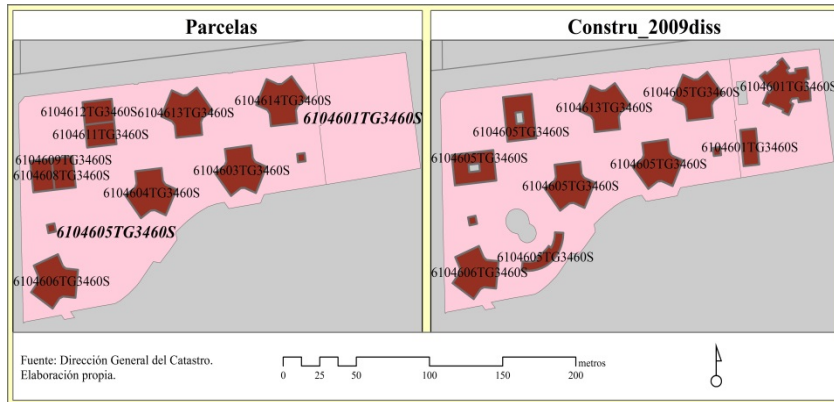 Parcelas
6104612TG3460S
6104613TG3460S
6104614TG3460S
6104611TG3460S
6104601TG3460S
6104609TG3460S
6104608TG3460S
6104603TG3460S
6104604TG3460S
6104605TG3460S
6104606TG3460S
Constru_2009diss
6104605TG3460S
6104601TG3460S
6104605TG3460S
6104613TG3460S
6104601TG3460S
6104605TG3460S
6104605TG3460S
6104605TG3460S
6104605TG3460S
6104606TG3460S
Fuente: Dirección General del Catastro.
Elaboración propia.
metros
0 25 50 100 150 200